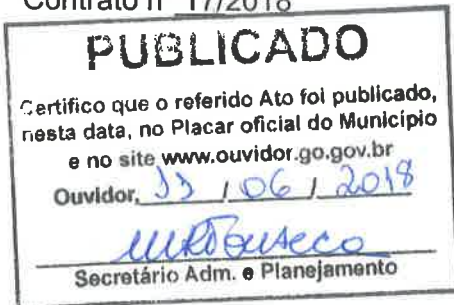 Contrato nº 17/2018
PUBLICADO
Certifico que o referido Ato foi publicado,
nesta data, no Placar oficial do Município
e no site www.ouvidor.go.gov.br
Ouvidor, / 06 / 2018
Secretário Adm. e Planejamento